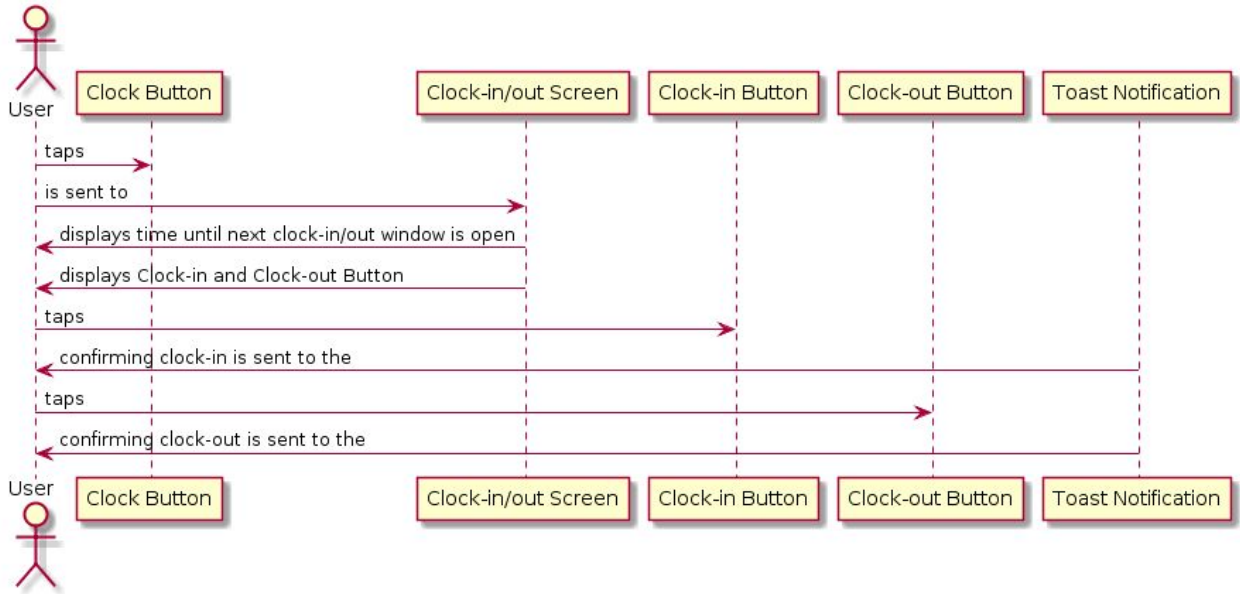 User
Clock Button
Clock-in/out Screen
Clock-in Button
Clock-out Button
Toast Notification
taps
is sent to
displays time until next clock-in/out window is open
displays Clock-in and Clock-out Button
taps
confirming clock-in is sent to the
taps
confirming clock-out is sent to the
User
Clock Button
Clock-in/out Screen
Clock-in Button
Clock-out Button
Toast Notification